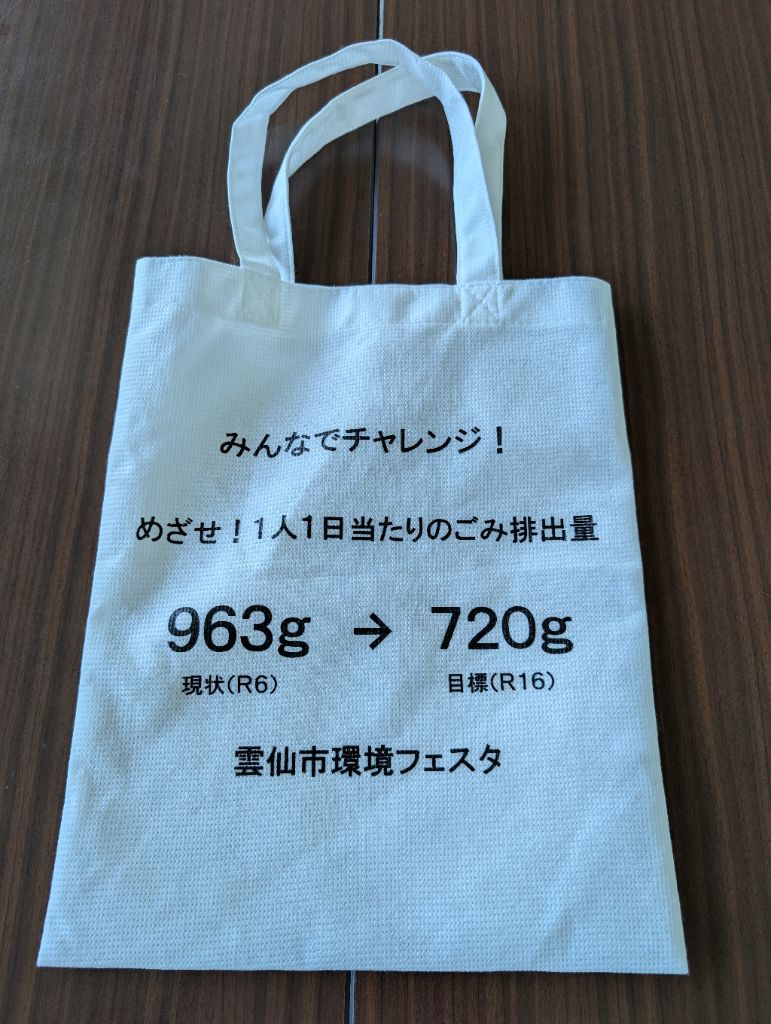 みんなでチャレンジ！
めざせ！1人1日当たりのごみ排出量
963g → 720g
現状(R6) 目標(R16)
雲仙市環境フェスタ